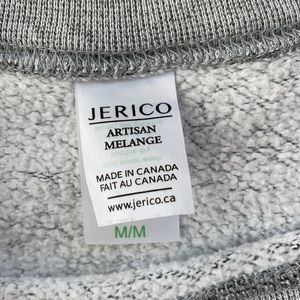 JERICO
ARTISAN
MELANGE
MADE IN CANADA
FAIT AU CANADA
www.jerico.ca
M/M